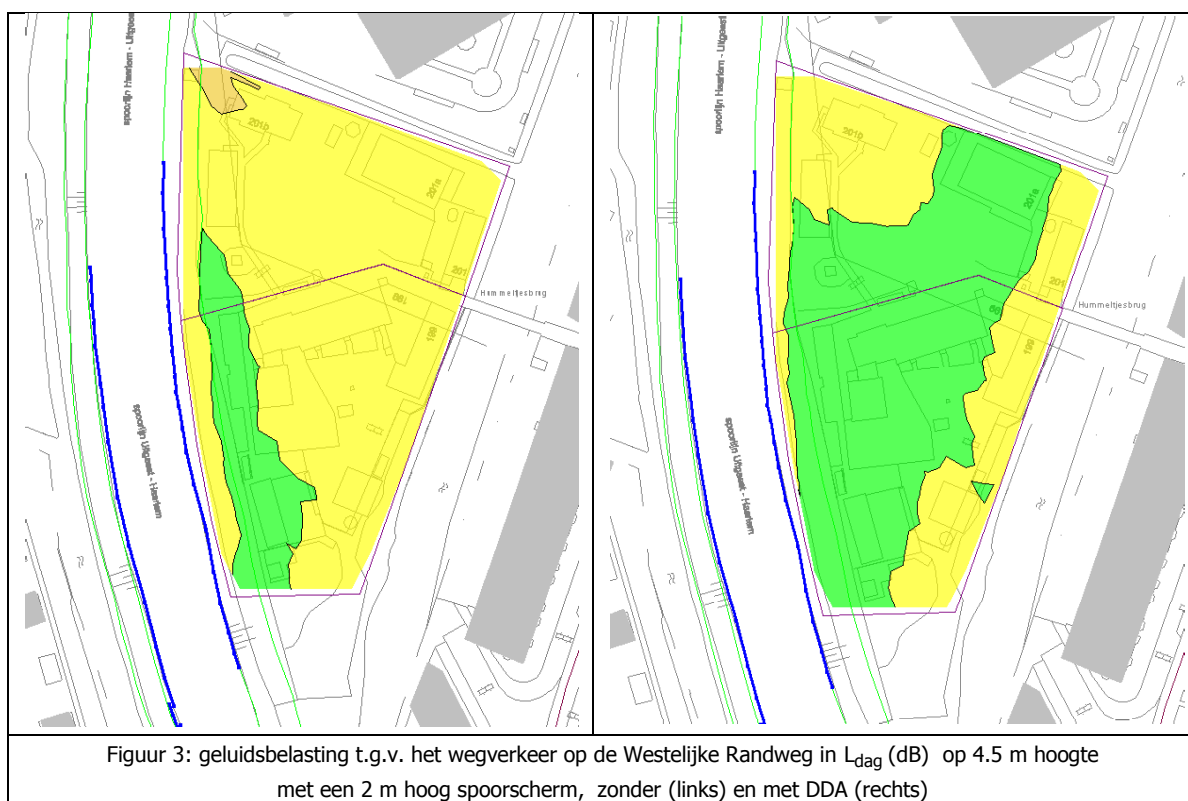 spoorlijn Haarlem - Uitgeest
201b
201a
201
Hummeltjesbrug
199
199
spoorlijn Uitgeest - Haarlem
spoorlijn Haarlem - Uitgeest
201b
201a
201
Hummeltjesbrug
199
spoorlijn Uitgeest - Haarlem
Figuur 3: geluidsbelasting t.g.v. het wegverkeer op de Westelijke Randweg in Ldag (dB) op 4.5 m hoogte
met een 2 m hoog spoorscherm, zonder (links) en met DDA (rechts)